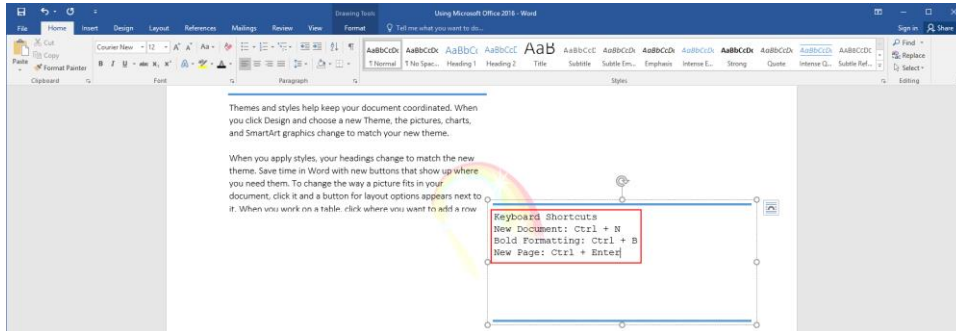 Drawing Tools
Using Microsoft Office 2016 - Word
File Home Insert Design Layout References Mailings Review View Format Tell me what you want to do...
Sign in Share
Cut
Copy
Format Painter
Paste
Clipboard
Courier New 12
Font
Paragraph
AaBbCcDc AaBbCcDc AaBbCc AaBbCcC AaB AaBbCcC AaBbCcDc AaBbCcDc AaBbCcDc AaBbCcDc AaBbCcDc AaBbCcDc AABBCCDC
¶ Normal ¶ No Spac... Heading 1 Heading 2 Title Subtitle Subtle Em... Emphasis Intense E... Strong Quote Intense Q... Subtle Ref...
Styles
Find
Replace
Select
Editing
Themes and styles help keep your document coordinated. When
you click Design and choose a new Theme, the pictures, charts,
and SmartArt graphics change to match your new theme.
When you apply styles, your headings change to match the new
theme. Save time in Word with new buttons that show up where
you need them. To change the way a picture fits in your
document, click it and a button for layout options appears next to
it. When you work on a table, click where you want to add a row
Keyboard Shortcuts
New Document: Ctrl + N
Bold Formatting: Ctrl + B
New Page: Ctrl + Enter